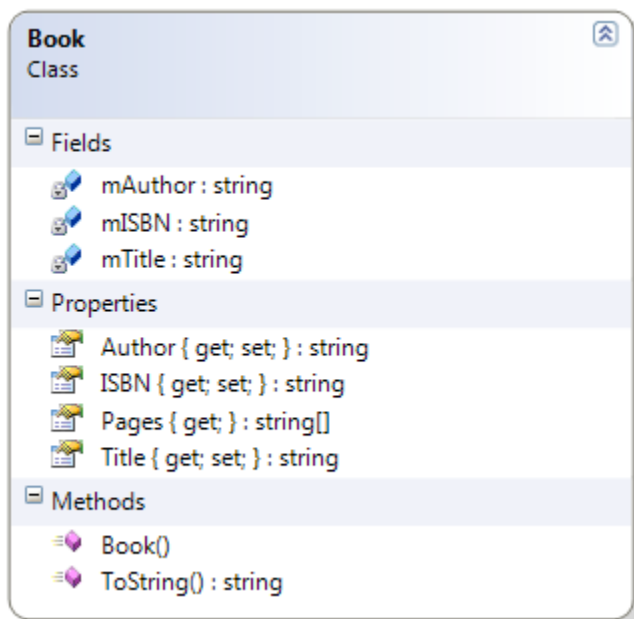 Book
Class
Fields
mAuthor : string
mISBN : string
mTitle : string
Properties
Author { get; set; } : string
ISBN { get; set; } : string
Pages { get; } : string[]
Title { get; set; } : string
Methods
Book()
ToString() : string